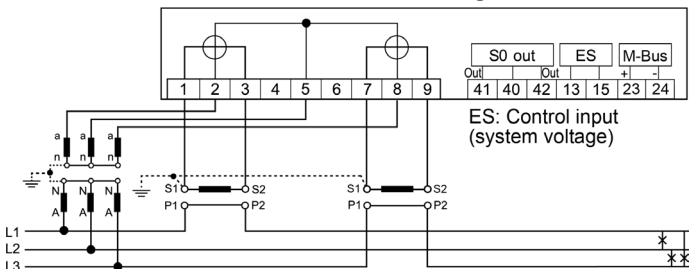 S0 out ES M-Bus
Out Out + -
1 2 3 4 5 6 7 8 9 41 40 42 13 15 23 24
ES: Control input
(system voltage)
a a a
n n n
N N N
A A A
S1 S2 S1 S2
P1 P2 P1 P2
L1
L2
L3